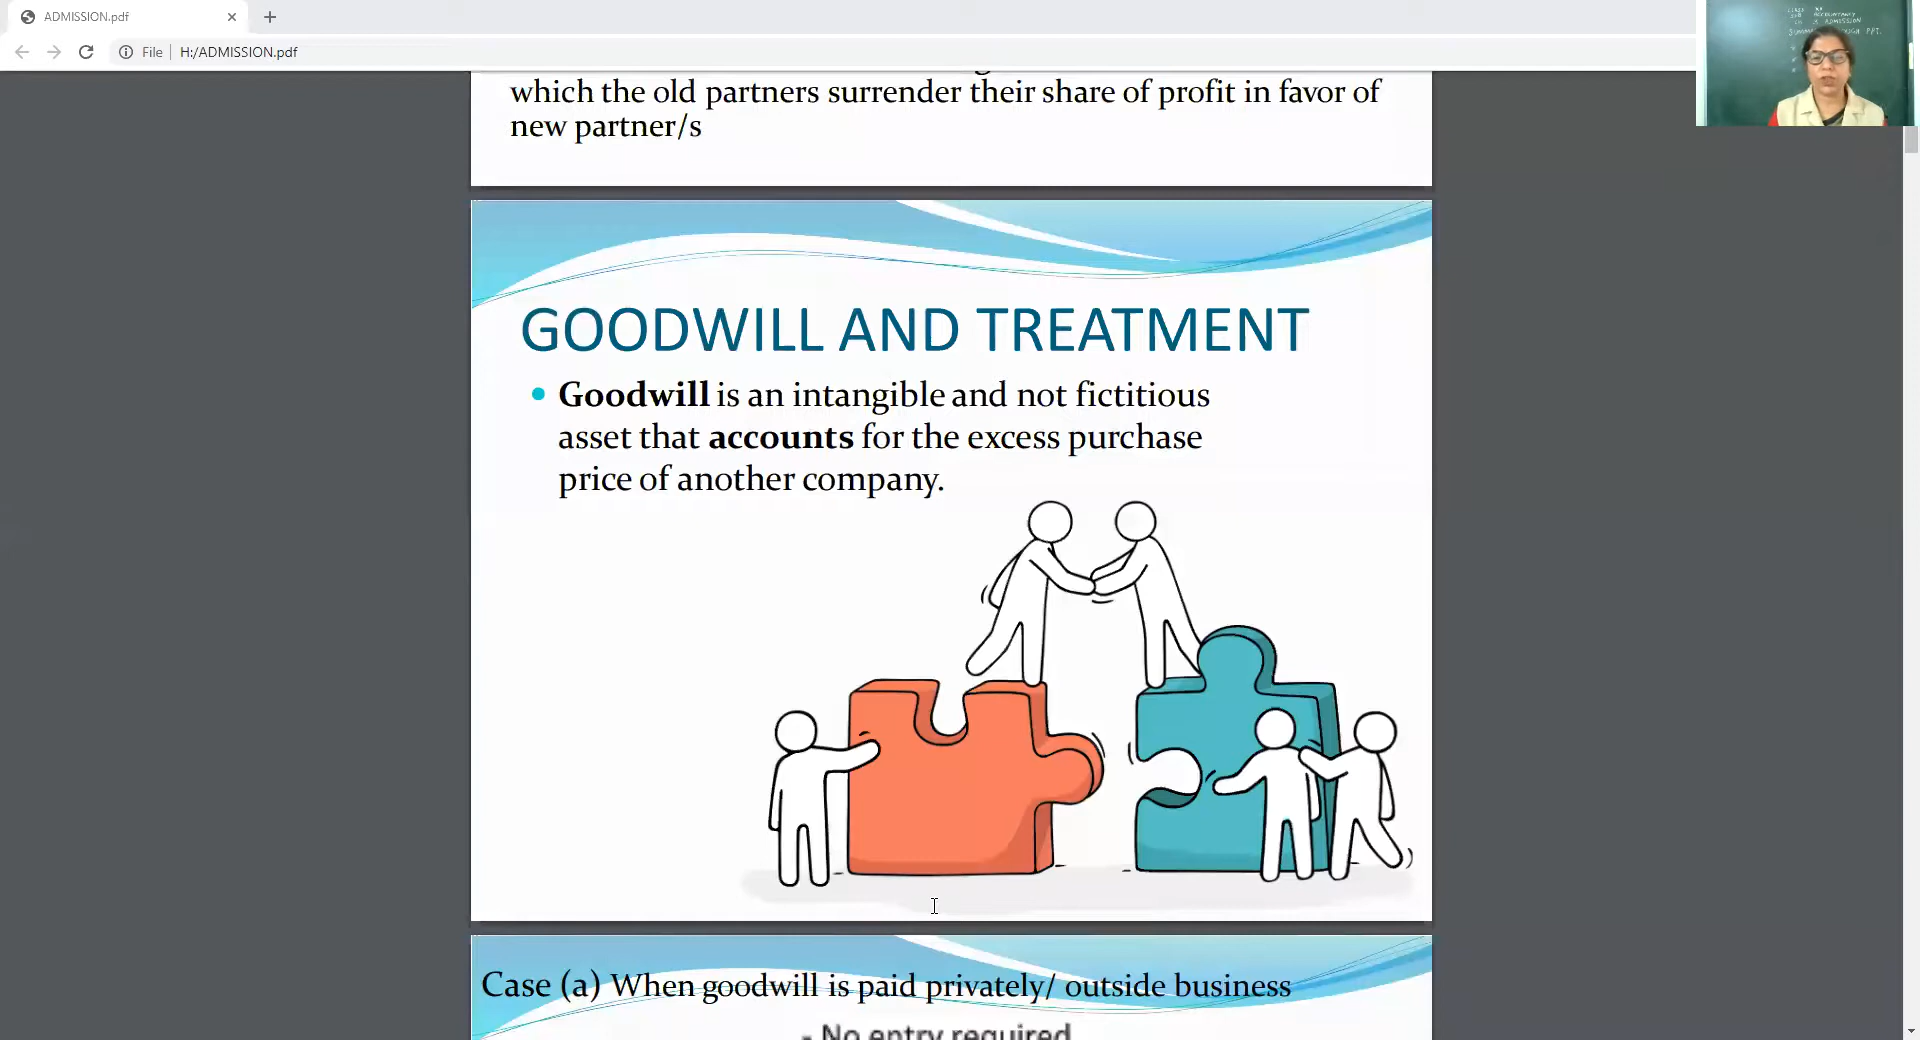 ADMISSION.pdf
File | H:/ADMISSION.pdf
ACCOUNTANCY
ADMISSION
which the old partners surrender their share of profit in favor of
new partner/s
GOODWILL AND TREATMENT
• Goodwill is an intangible and not fictitious
asset that accounts for the excess purchase
price of another company.
Case (a) When goodwill is paid privately/ outside business
- No entry required